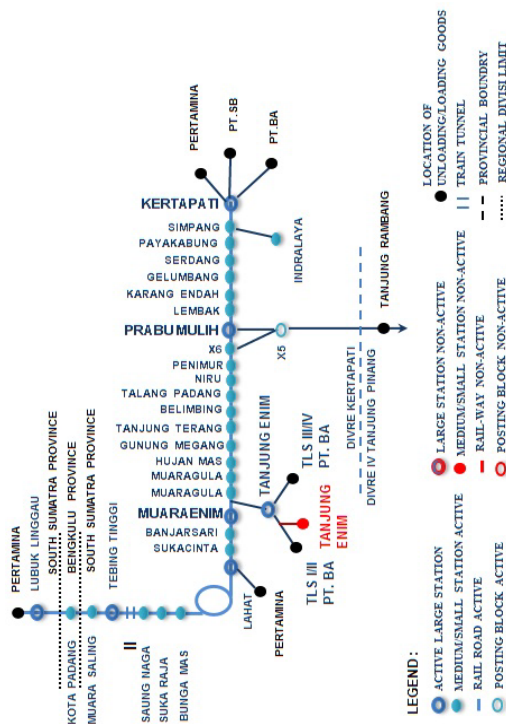 PERTAMINA
LUBUK LINGGAU
SOUTH SUMATRA PROVINCE
KOTA PADANG
BENGKULU PROVINCE
MUARA SALING
SOUTH SUMATRA PROVINCE
TEBING TINGGI
II
SAUNG NAGA
SUKA RAJA
BUNGA MAS
LAHAT
PERTAMINA
SUKACINTA
BANJARSARI
MUARAENIM
TLS I/II
PT. BA
TANJUNG
ENIM
TANJUNG ENIM
TLS III/IV
PT. BA
MUARAGULA
MUARAGULA
HUJAN MAS
GUNUNG MEGANG
TANJUNG TERANG
BELIMBING
TALANG PADANG
NIRU
PENIMUR
X6
X5
PRABUMULIH
DIVRE KERTAPATI
DIVRE IV TANJUNG PINANG
TANJUNG RAMBANG
LEMBAK
KARANG ENDAH
GELUMBANG
SERDANG
PAYAKABUNG
SIMPANG
INDRALAYA
KERTAPATI
PERTAMINA
PT.SB
PT.BA
LEGEND:
ACTIVE LARGE STATION
MEDIUM/SMALL STATION ACTIVE
RAIL ROAD ACTIVE
POSTING BLOCK ACTIVE
LARGE STATION NON-ACTIVE
MEDIUM/SMALL STATION NON-ACTIVE
RAIL-WAY NON-ACTIVE
POSTING BLOCK NON-ACTIVE
LOCATION OF
UNLOADING/LOADING GOODS
TRAIN TUNNEL
PROVINCIAL BOUNDRY
REGIONAL DIVISI LIMIT